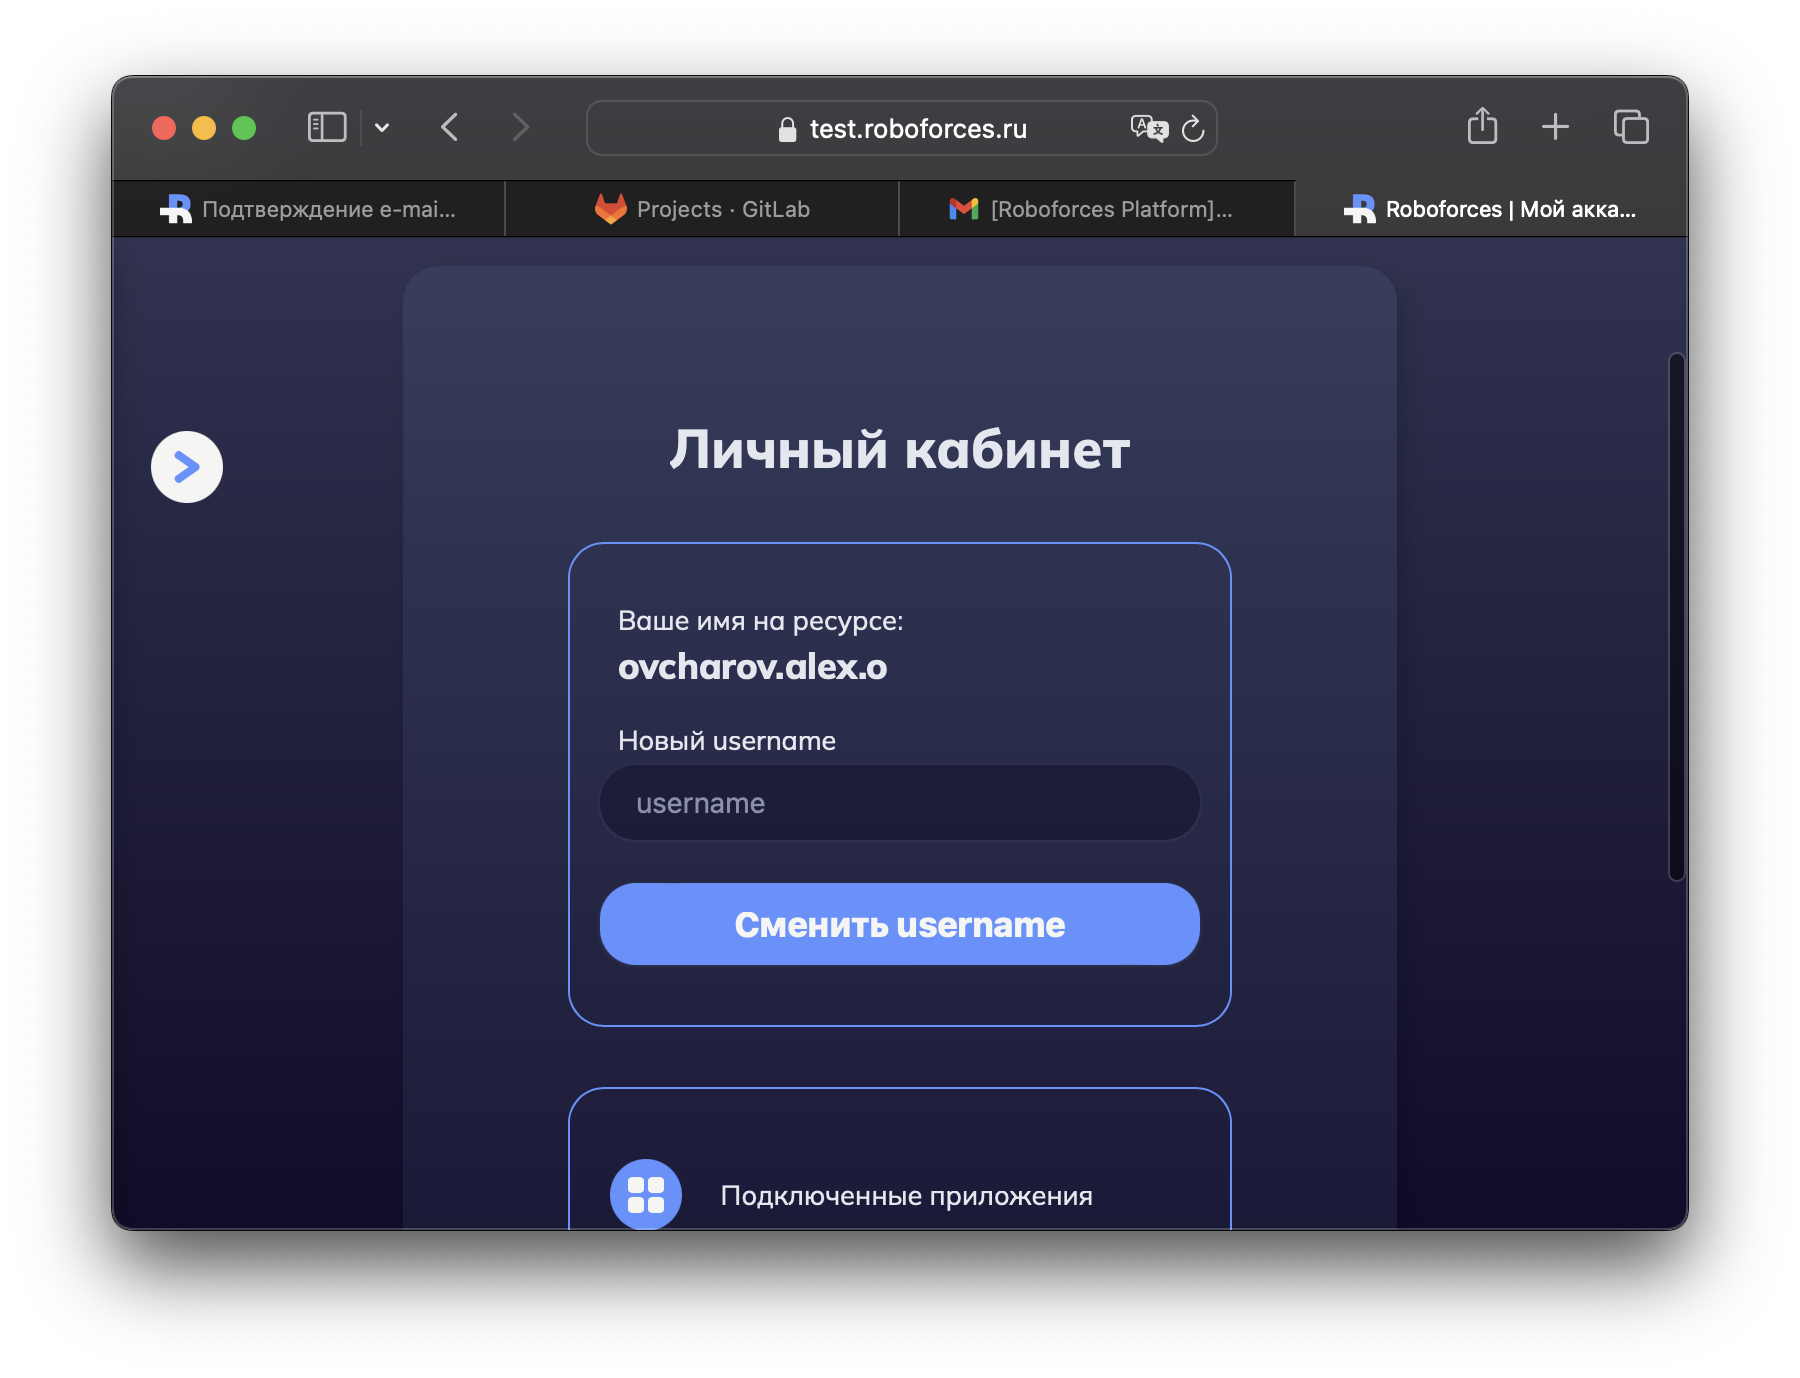 test.roboforces.ru
Подтверждение e-mai...
Projects · GitLab
[Roboforces Platform]...
Roboforces | Мой акка...
Личный кабинет
Ваше имя на ресурсе:
ovcharov.alex.o
Новый username
username
Сменить username
Подключенные приложения